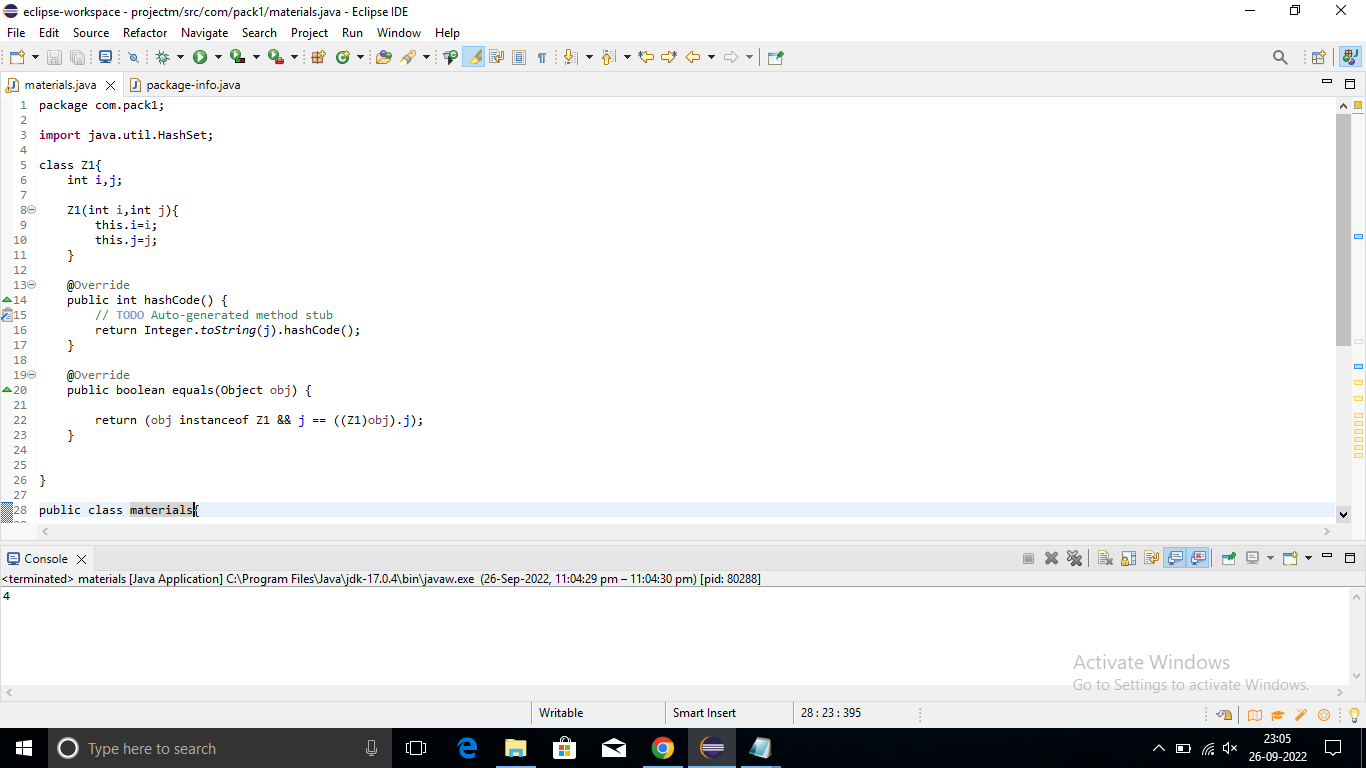 eclipse-workspace - projectm/src/com/pack1/materials.java - Eclipse IDE
File Edit Source Refactor Navigate Search Project Run Window Help
materials.java package-info.java
1 package com.pack1;
2
3 import java.util.HashSet;
4
5 class Z1{
6 int i,j;
7
8 Z1(int i,int j){
9 this.i=i;
10 this.j=j;
11 }
12
13 @Override
14 public int hashCode() {
15 // TODO Auto-generated method stub
16 return Integer.toString(j).hashCode();
17 }
18
19 @Override
20 public boolean equals(Object obj) {
21
22 return (obj instanceof Z1 && j == ((Z1)obj).j);
23 }
24
25
26 }
27
28 public class materials{
Console
<terminated> materials [Java Application] C:\Program Files\Java\jdk-17.0.4\bin\javaw.exe (26-Sep-2022, 11:04:29 pm – 11:04:30 pm) [pid: 80288]
4
Activate Windows
Go to Settings to activate Windows.
Writable Smart Insert 28 : 23 : 395
Type here to search
23:05
26-09-2022